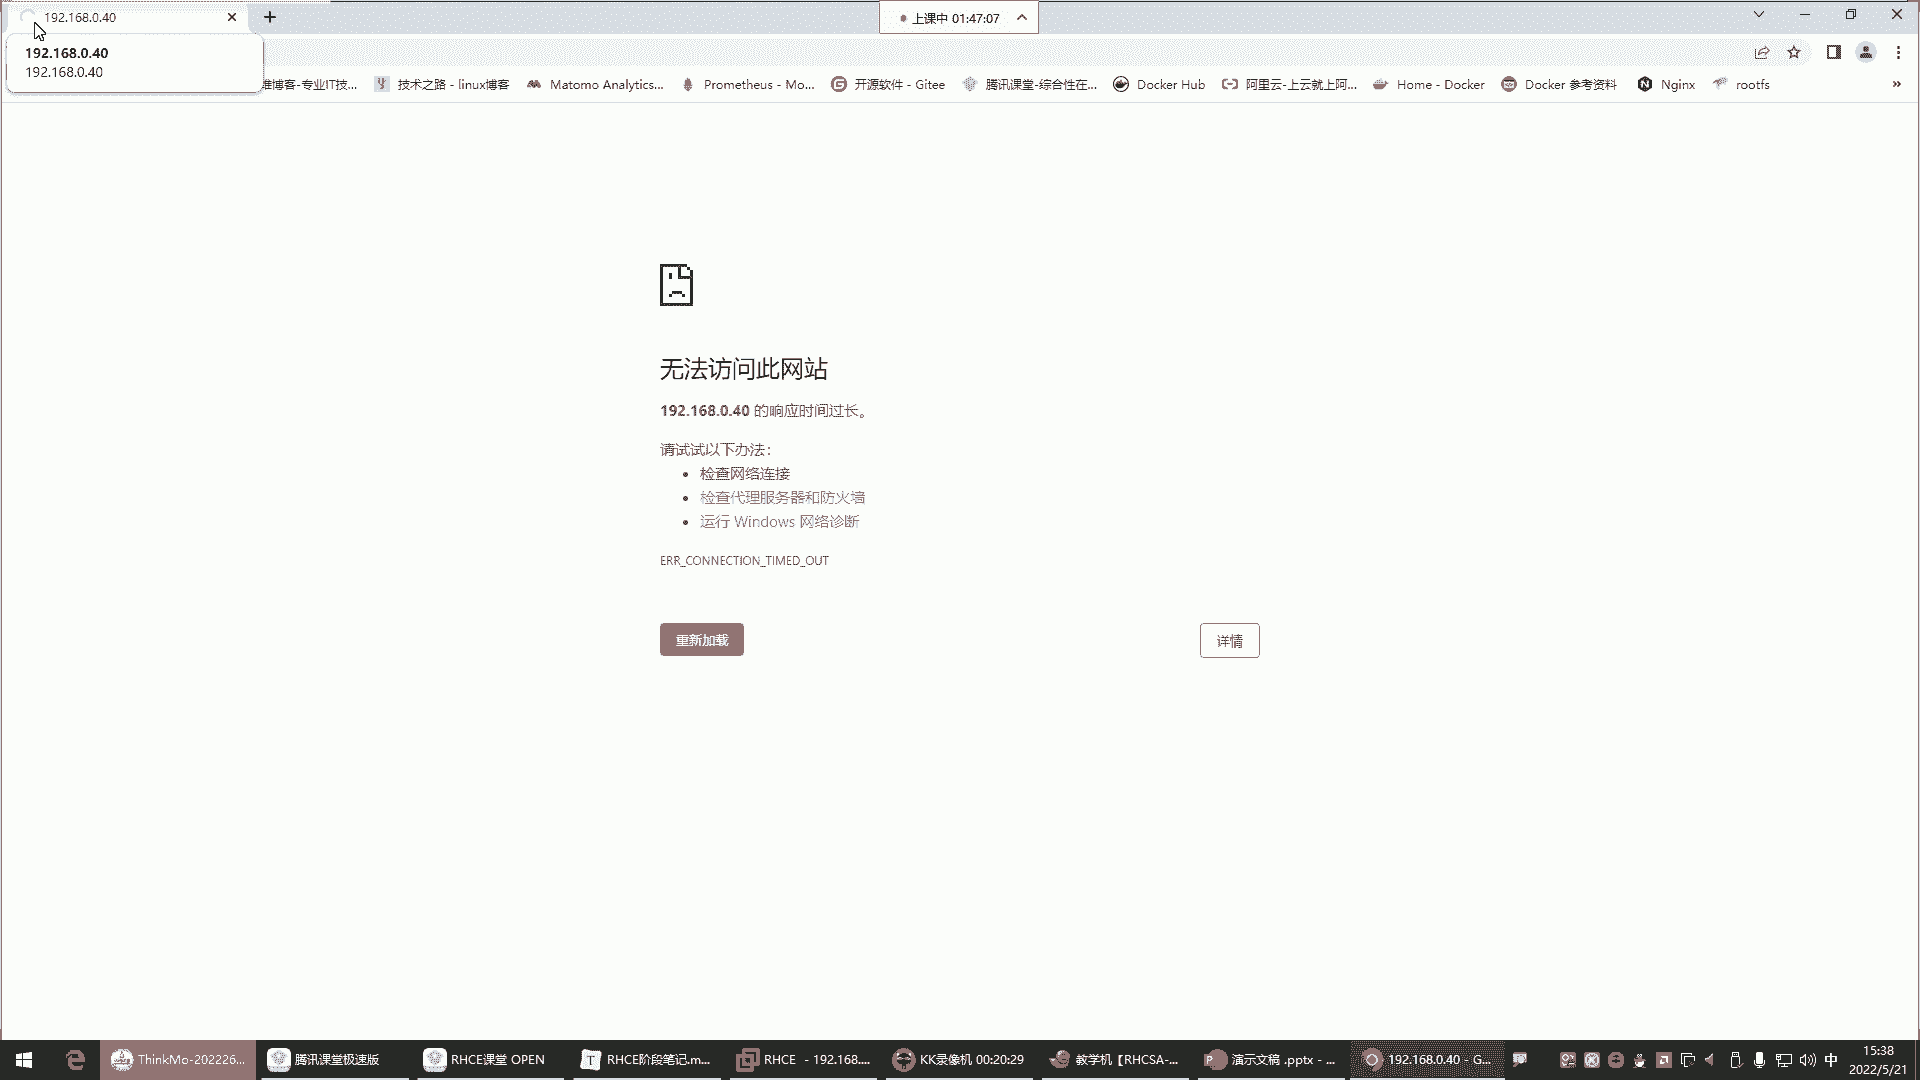 192.168.0.40
上课中 01:47:07
192.168.0.40
192.168.0.40
维博客-专业IT技...
技术之路 - linux博客
Matomo Analytics...
Prometheus - Mo...
开源软件 - Gitee
腾讯课堂-综合性在...
Docker Hub
阿里云-上云就上阿...
Home - Docker
Docker 参考资料
Nginx
rootfs
无法访问此网站
192.168.0.40 的响应时间过长。
请试试以下办法：
检查网络连接
检查代理服务器和防火墙
运行 Windows 网络诊断
ERR_CONNECTION_TIMED_OUT
重新加载
详情
ThinkMo-202226...
腾讯课堂极速版
RHCE课堂 OPEN
RHCE阶段笔记.m...
RHCE - 192.168....
KK录像机 00:20:29
教学机【RHCSA-...
演示文稿 .pptx - ...
192.168.0.40 - G...
中
15:38
2022/5/21